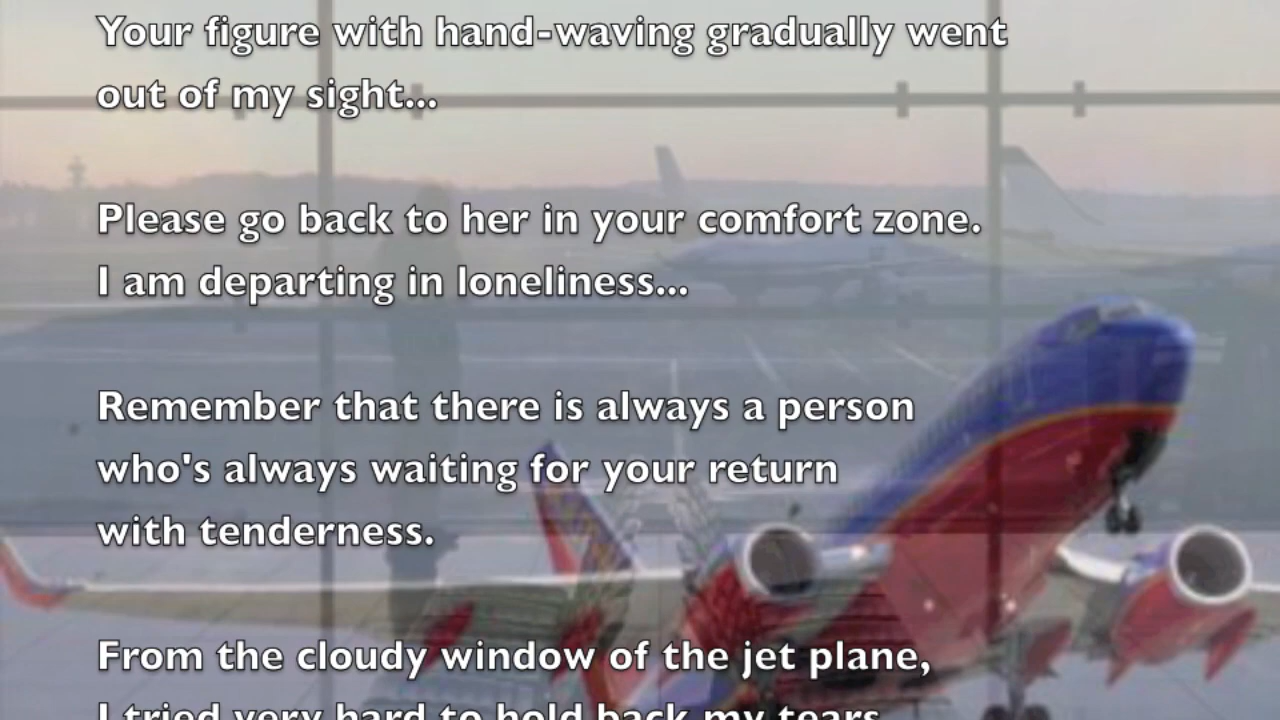 Your figure with hand-waving gradually went
out of my sight...
Please go back to her in your comfort zone.
I am departing in loneliness...
Remember that there is always a person
who's always waiting for your return
with tenderness.
From the cloudy window of the jet plane,
I tried very hard to hold back my tears